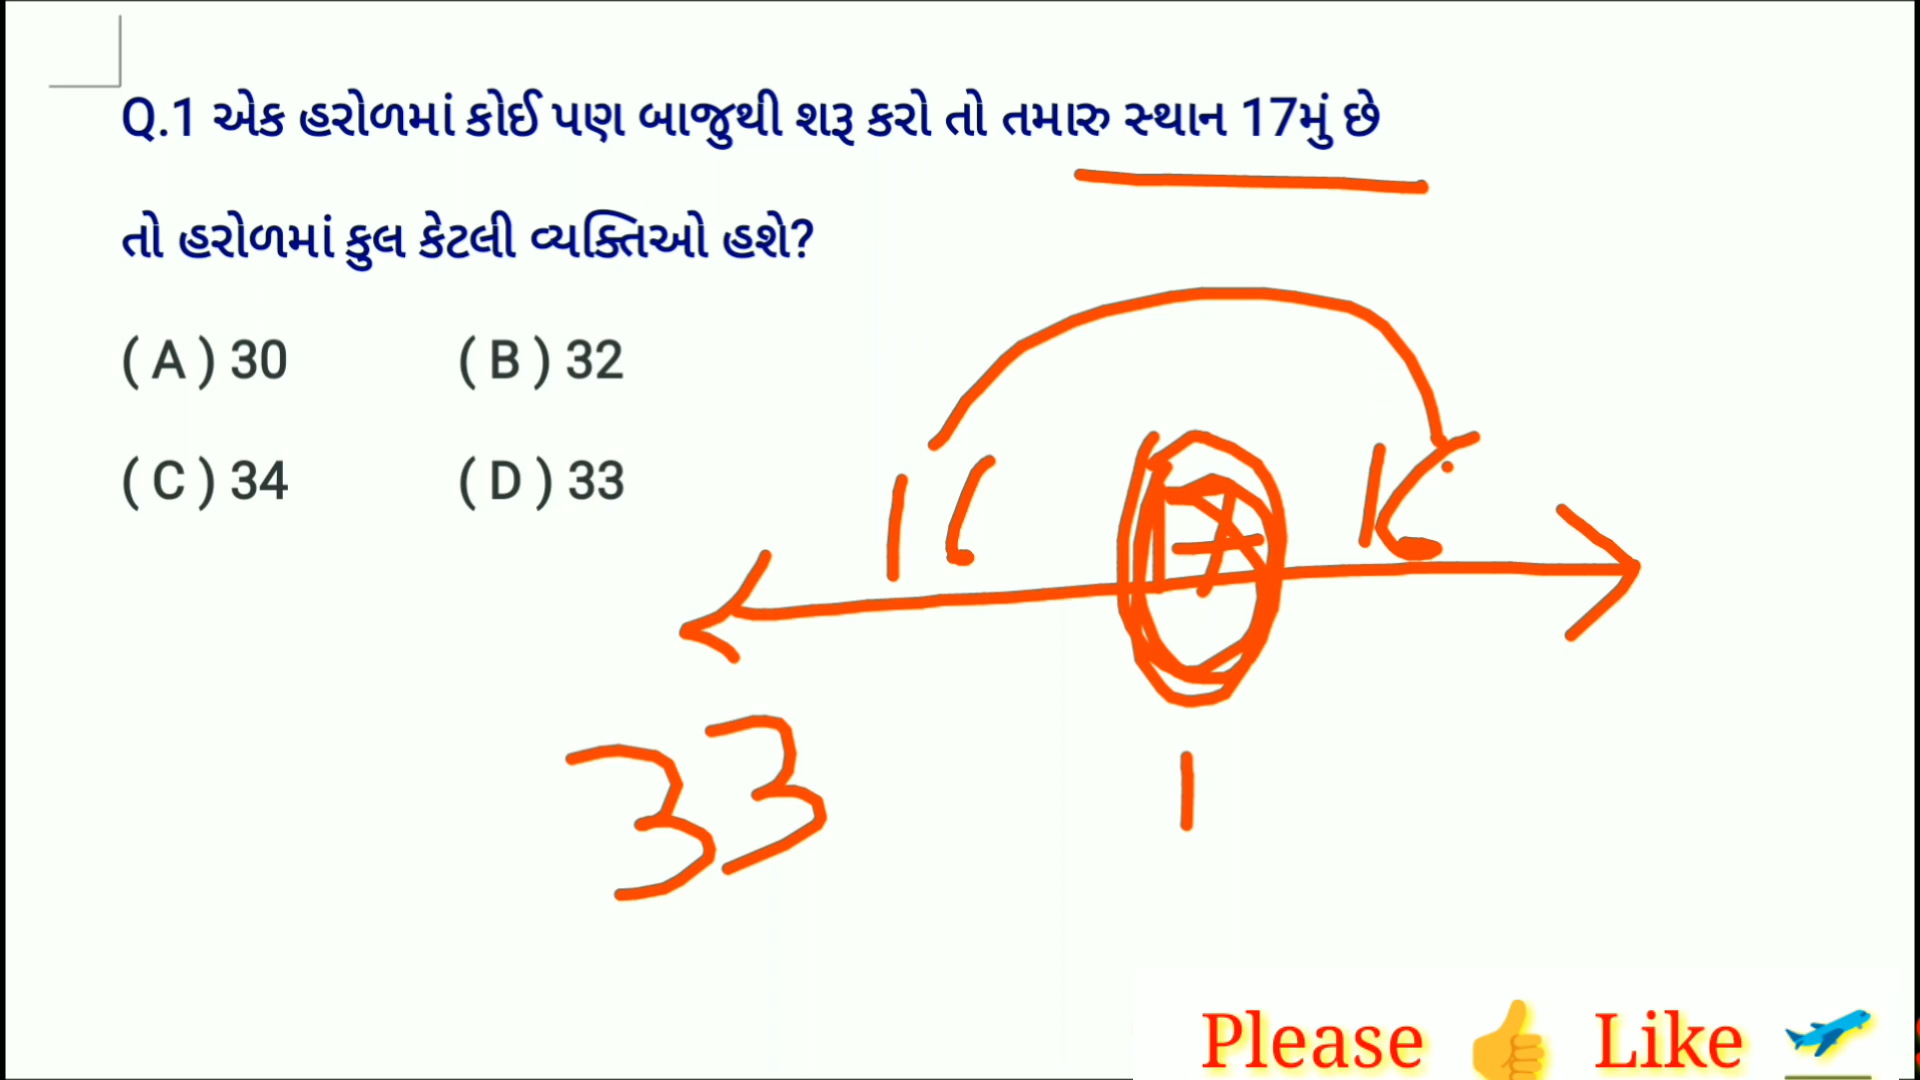 Q.1 એક હરોળમાં કોઈ પણ બાજુથી શરૂ કરો તો તમારુ સ્થાન 17મું છે
તો હરોળમાં કુલ કેટલી વ્યક્તિઓ હશે?
( A ) 30 ( B ) 32
( C ) 34 ( D ) 33
16 17 16
33 1
Please 👍 Like